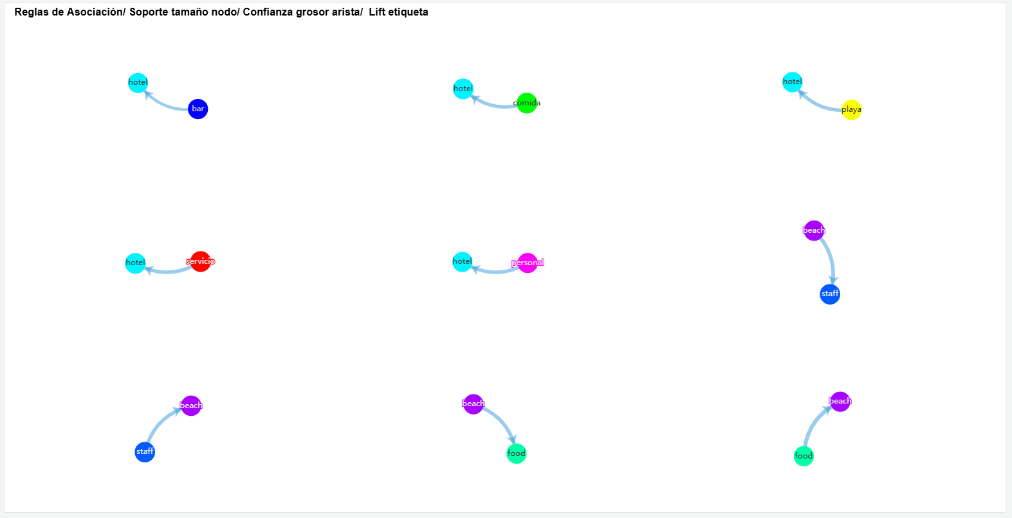 Reglas de Asociación/ Soporte tamaño nodo/ Confianza grosor arista/ Lift etiqueta
hotel
bar
hotel
comida
hotel
playa
hotel
servicio
hotel
personal
beach
staff
beach
staff
beach
food
beach
food